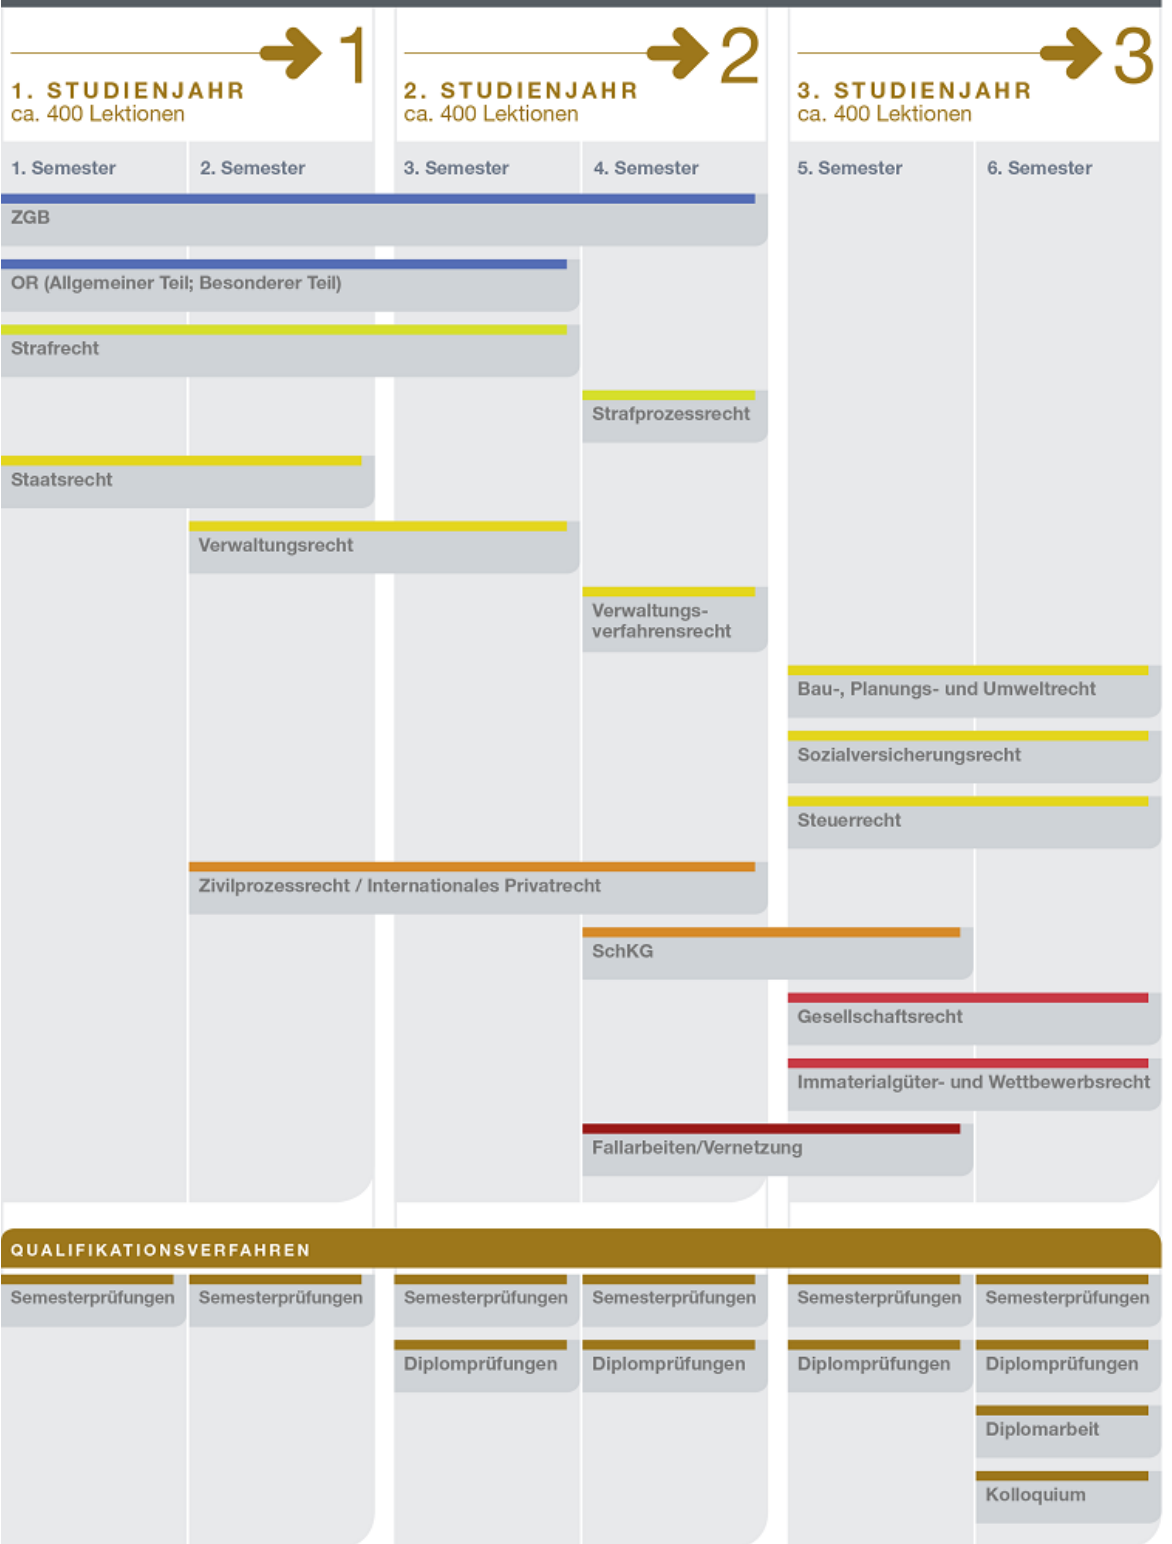 1
1. STUDIENJAHR
ca. 400 Lektionen
2
2. STUDIENJAHR
ca. 400 Lektionen
3
3. STUDIENJAHR
ca. 400 Lektionen
1. Semester
2. Semester
3. Semester
4. Semester
5. Semester
6. Semester
ZGB
OR (Allgemeiner Teil; Besonderer Teil)
Strafrecht
Strafprozessrecht
Staatsrecht
Verwaltungsrecht
Verwaltungs-
verfahrensrecht
Bau-, Planungs- und Umweltrecht
Sozialversicherungsrecht
Steuerrecht
Zivilprozessrecht / Internationales Privatrecht
SchKG
Gesellschaftsrecht
Immaterialgüter- und Wettbewerbsrecht
Fallarbeiten/Vernetzung
QUALIFIKATIONSVERFAHREN
Semesterprüfungen
Semesterprüfungen
Semesterprüfungen
Semesterprüfungen
Semesterprüfungen
Semesterprüfungen
Diplomprüfungen
Diplomprüfungen
Diplomprüfungen
Diplomprüfungen
Diplomarbeit
Kolloquium